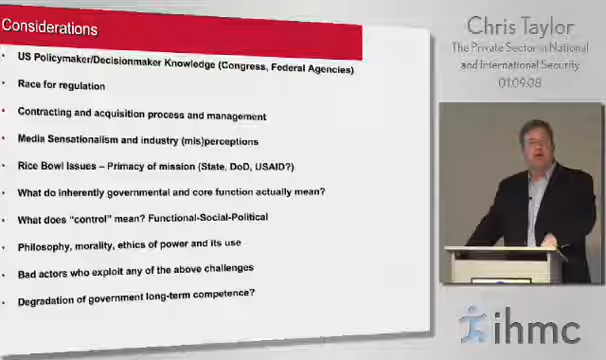 Considerations
• US Policymaker/Decisionmaker Knowledge (Congress, Federal Agencies)
• Race for regulation
• Contracting and acquisition process and management
• Media Sensationalism and industry (mis)perceptions
• Rice Bowl Issues – Primacy of mission (State, DoD, USAID?)
• What do inherently governmental and core function actually mean?
• What does “control” mean? Functional-Social-Political
• Philosophy, morality, ethics of power and its use
• Bad actors who exploit any of the above challenges
• Degradation of government long-term competence?
Chris Taylor
The Private Sector in National
and International Security
01.09.08
ihmc